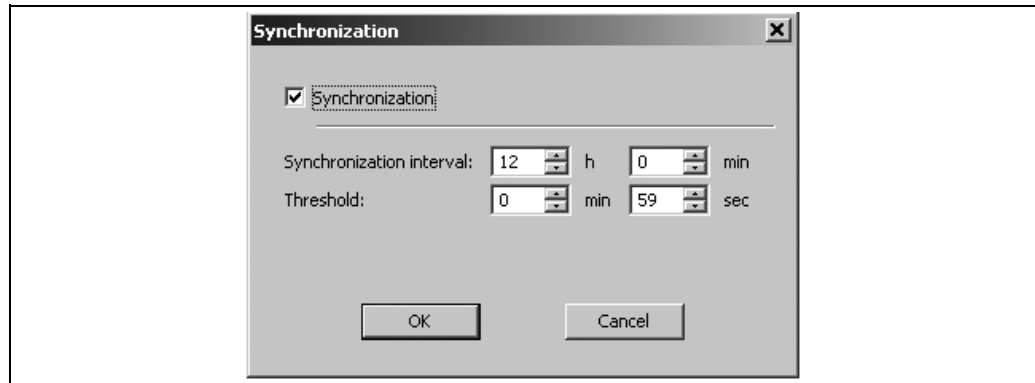 Synchronization
Synchronization
Synchronization interval: 12 h 0 min
Threshold: 0 min 59 sec
OK Cancel